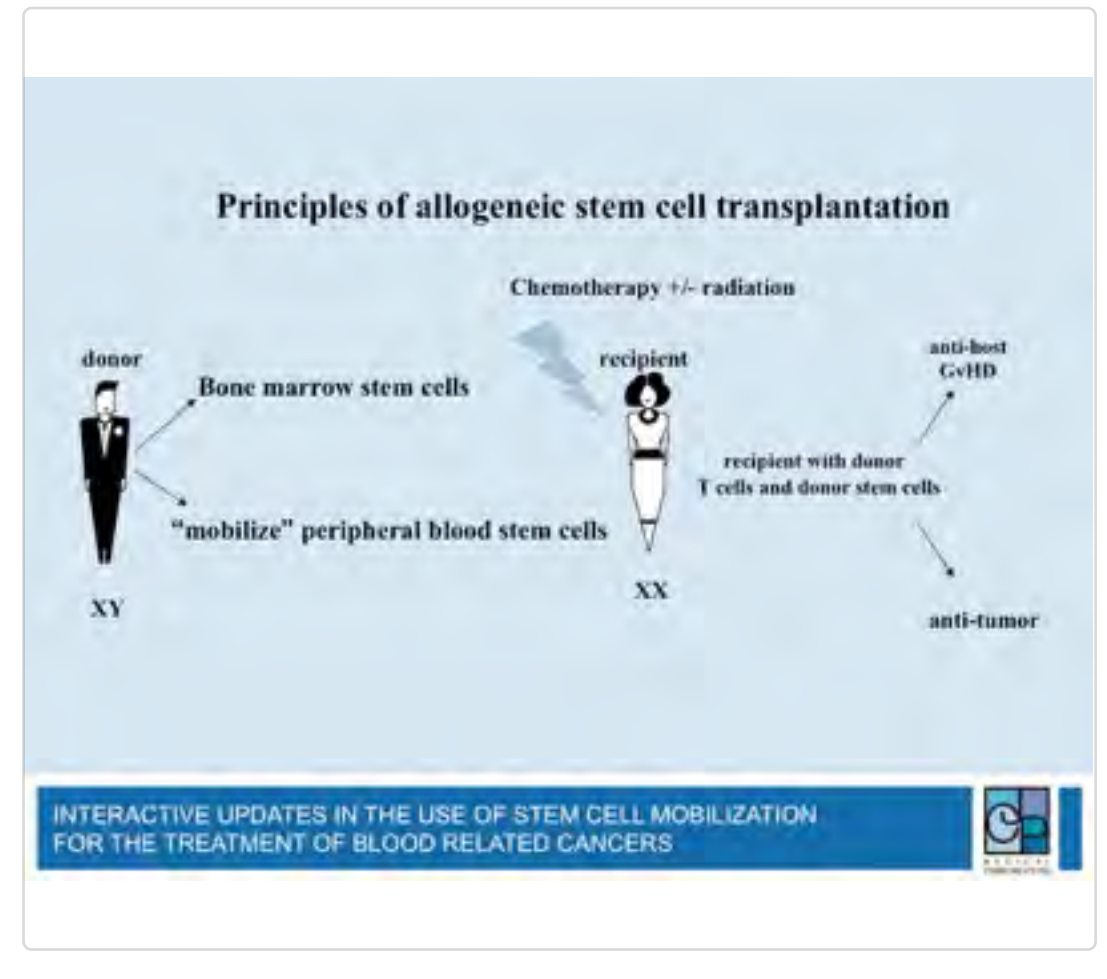 Principles of allogeneic stem cell transplantation
Chemotherapy +/- radiation
donor
recipient
anti-host
GvHD
Bone marrow stem cells
recipient with donor
T cells and donor stem cells
“mobilize” peripheral blood stem cells
XY
XX
anti-tumor
INTERACTIVE UPDATES IN THE USE OF STEM CELL MOBILIZATION
FOR THE TREATMENT OF BLOOD RELATED CANCERS
MEDICAL